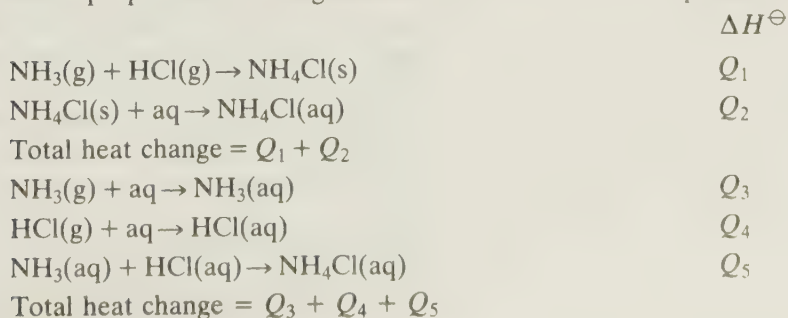 ΔH⊖
NH₃(g) + HCl(g) → NH₄Cl(s) Q₁
NH₄Cl(s) + aq → NH₄Cl(aq) Q₂
Total heat change = Q₁ + Q₂
NH₃(g) + aq → NH₃(aq) Q₃
HCl(g) + aq → HCl(aq) Q₄
NH₃(aq) + HCl(aq) → NH₄Cl(aq) Q₅
Total heat change = Q₃ + Q₄ + Q₅